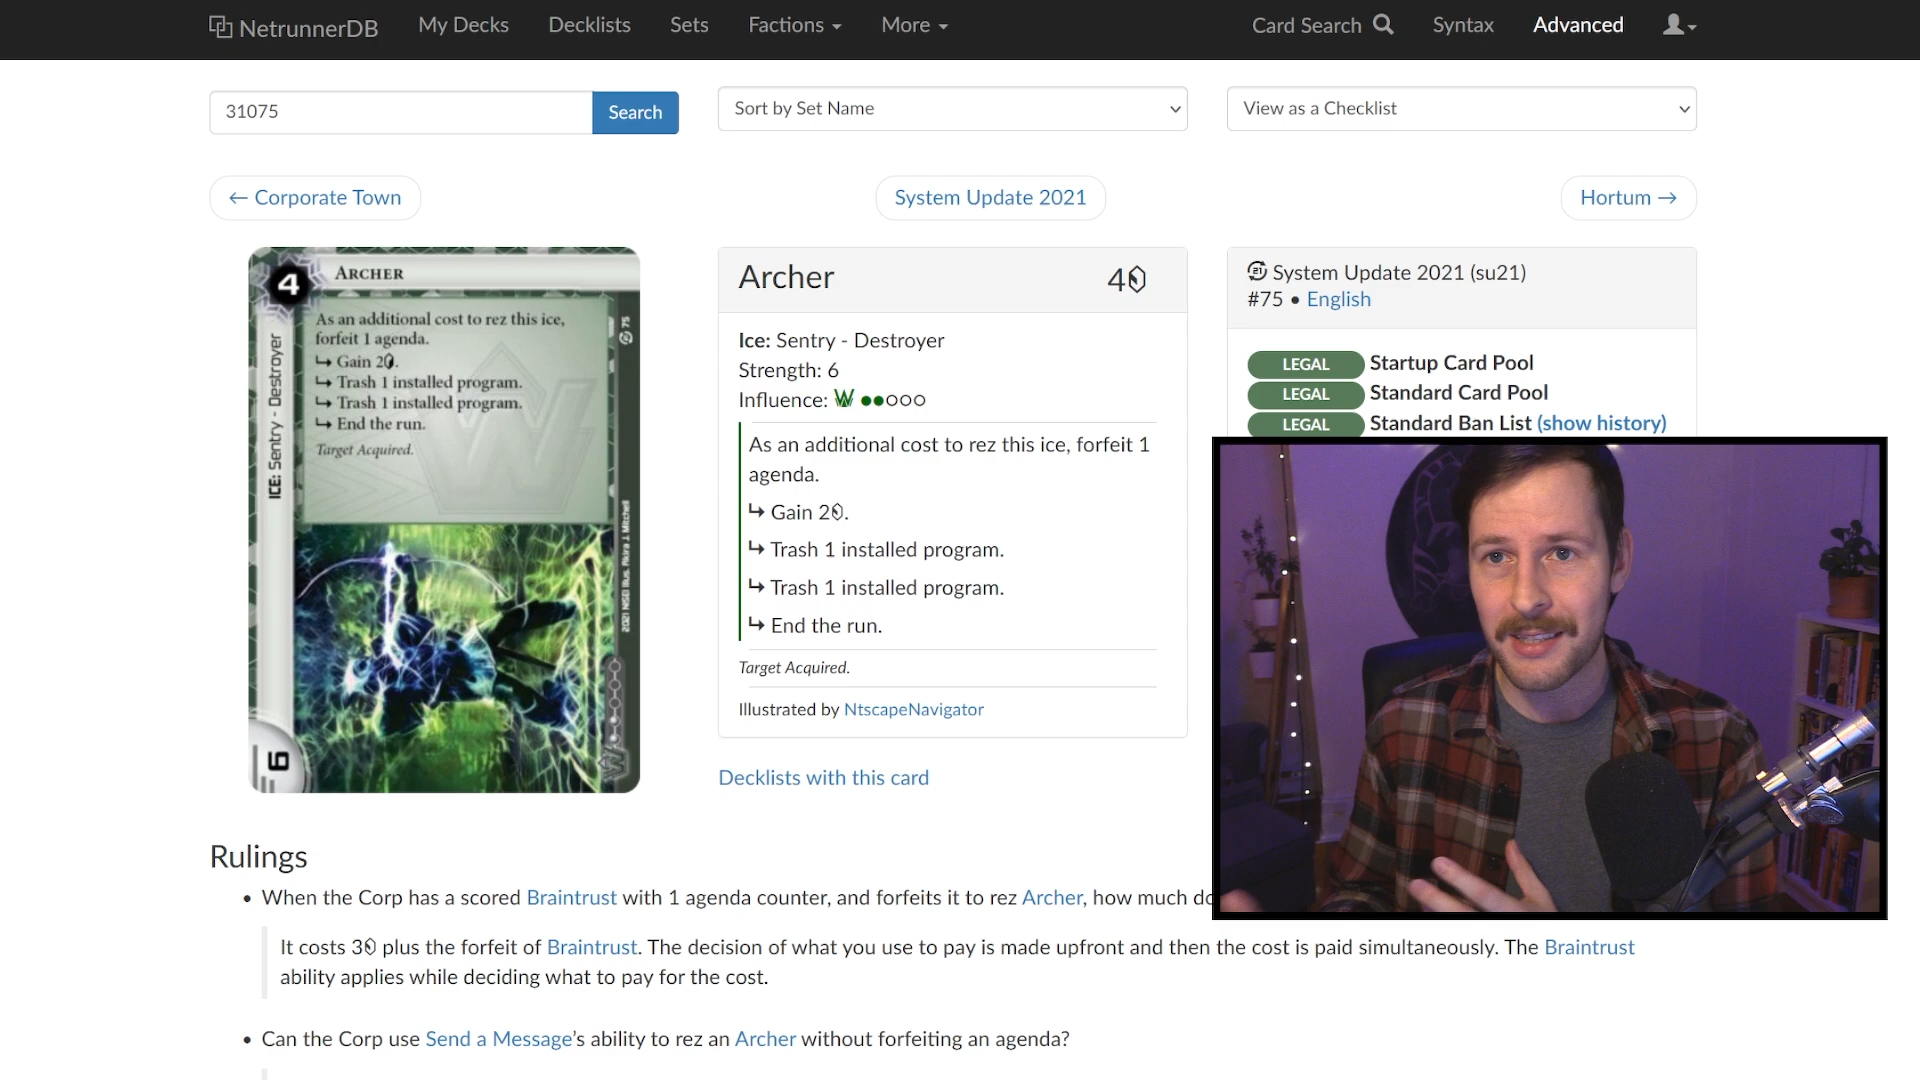 NetrunnerDB My Decks Decklists Sets Factions More Card Search Syntax Advanced
31075 Search Sort by Set Name View as a Checklist
← Corporate Town System Update 2021 Hortum →
4 ARCHER
As an additional cost to rez this ice,
forfeit 1 agenda.
↳ Gain 2.
↳ Trash 1 installed program.
↳ Trash 1 installed program.
↳ End the run.
Target Acquired.
ICE: Sentry - Destroyer
75
2021 NISEI Illus. Akira J. Mitchell
6
Archer 4
Ice: Sentry - Destroyer
Strength: 6
Influence:
As an additional cost to rez this ice, forfeit 1
agenda.
↳ Gain 2.
↳ Trash 1 installed program.
↳ Trash 1 installed program.
↳ End the run.
Target Acquired.
Illustrated by NtscapeNavigator
Decklists with this card
System Update 2021 (su21)
#75 • English
LEGAL Startup Card Pool
LEGAL Standard Card Pool
LEGAL Standard Ban List (show history)
Rulings
• When the Corp has a scored Braintrust with 1 agenda counter, and forfeits it to rez Archer, how much do
It costs 3 plus the forfeit of Braintrust. The decision of what you use to pay is made upfront and then the cost is paid simultaneously. The Braintrust
ability applies while deciding what to pay for the cost.
• Can the Corp use Send a Message's ability to rez an Archer without forfeiting an agenda?